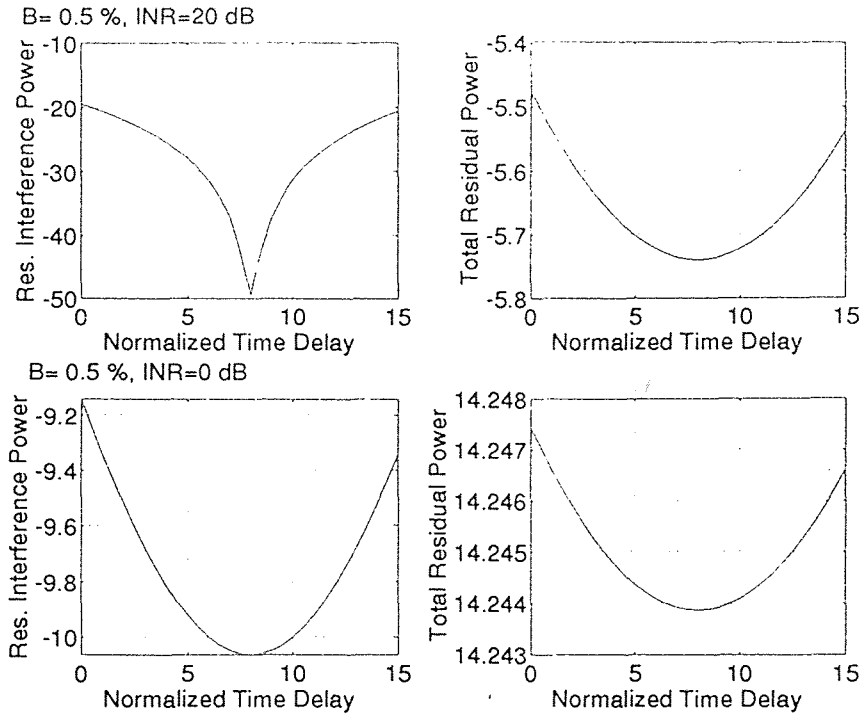 B= 0.5 %, INR=20 dB
Res. Interference Power
-10
-20
-30
-40
-50
0 5 10 15
Normalized Time Delay
Total Residual Power
-5.4
-5.5
-5.6
-5.7
-5.8
0 5 10 15
Normalized Time Delay
B= 0.5 %, INR=0 dB
Res. Interference Power
-9.2
-9.4
-9.6
-9.8
-10
0 5 10 15
Normalized Time Delay
Total Residual Power
14.248
14.247
14.246
14.245
14.244
14.243
0 5 10 15
Normalized Time Delay